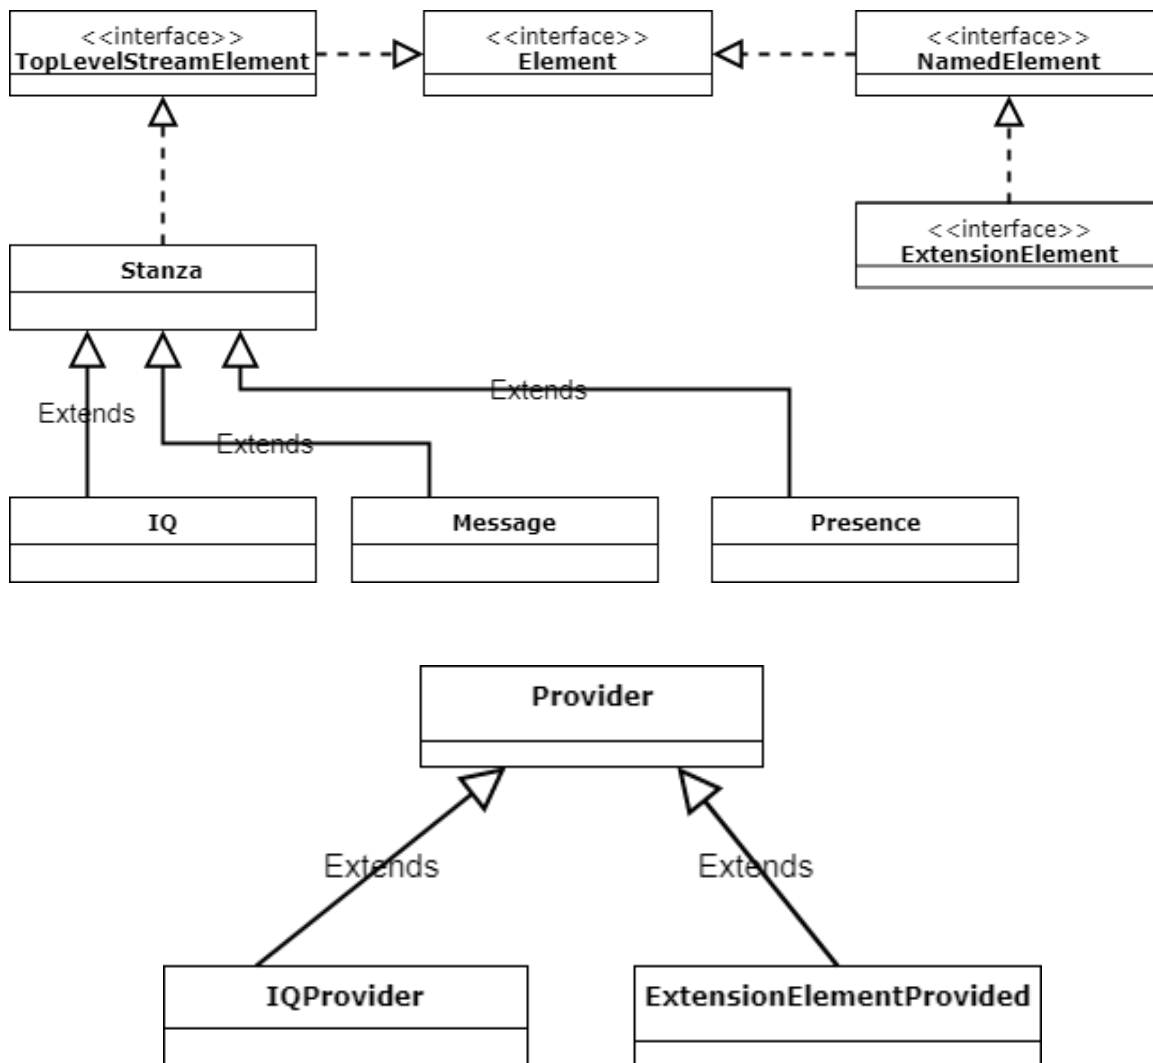 <<interface>>
TopLevelStreamElement
<<interface>>
Element
<<interface>>
NamedElement
<<interface>>
ExtensionElement
Stanza
Extends
Extends
Extends
IQ
Message
Presence
Provider
Extends
Extends
IQProvider
ExtensionElementProvided